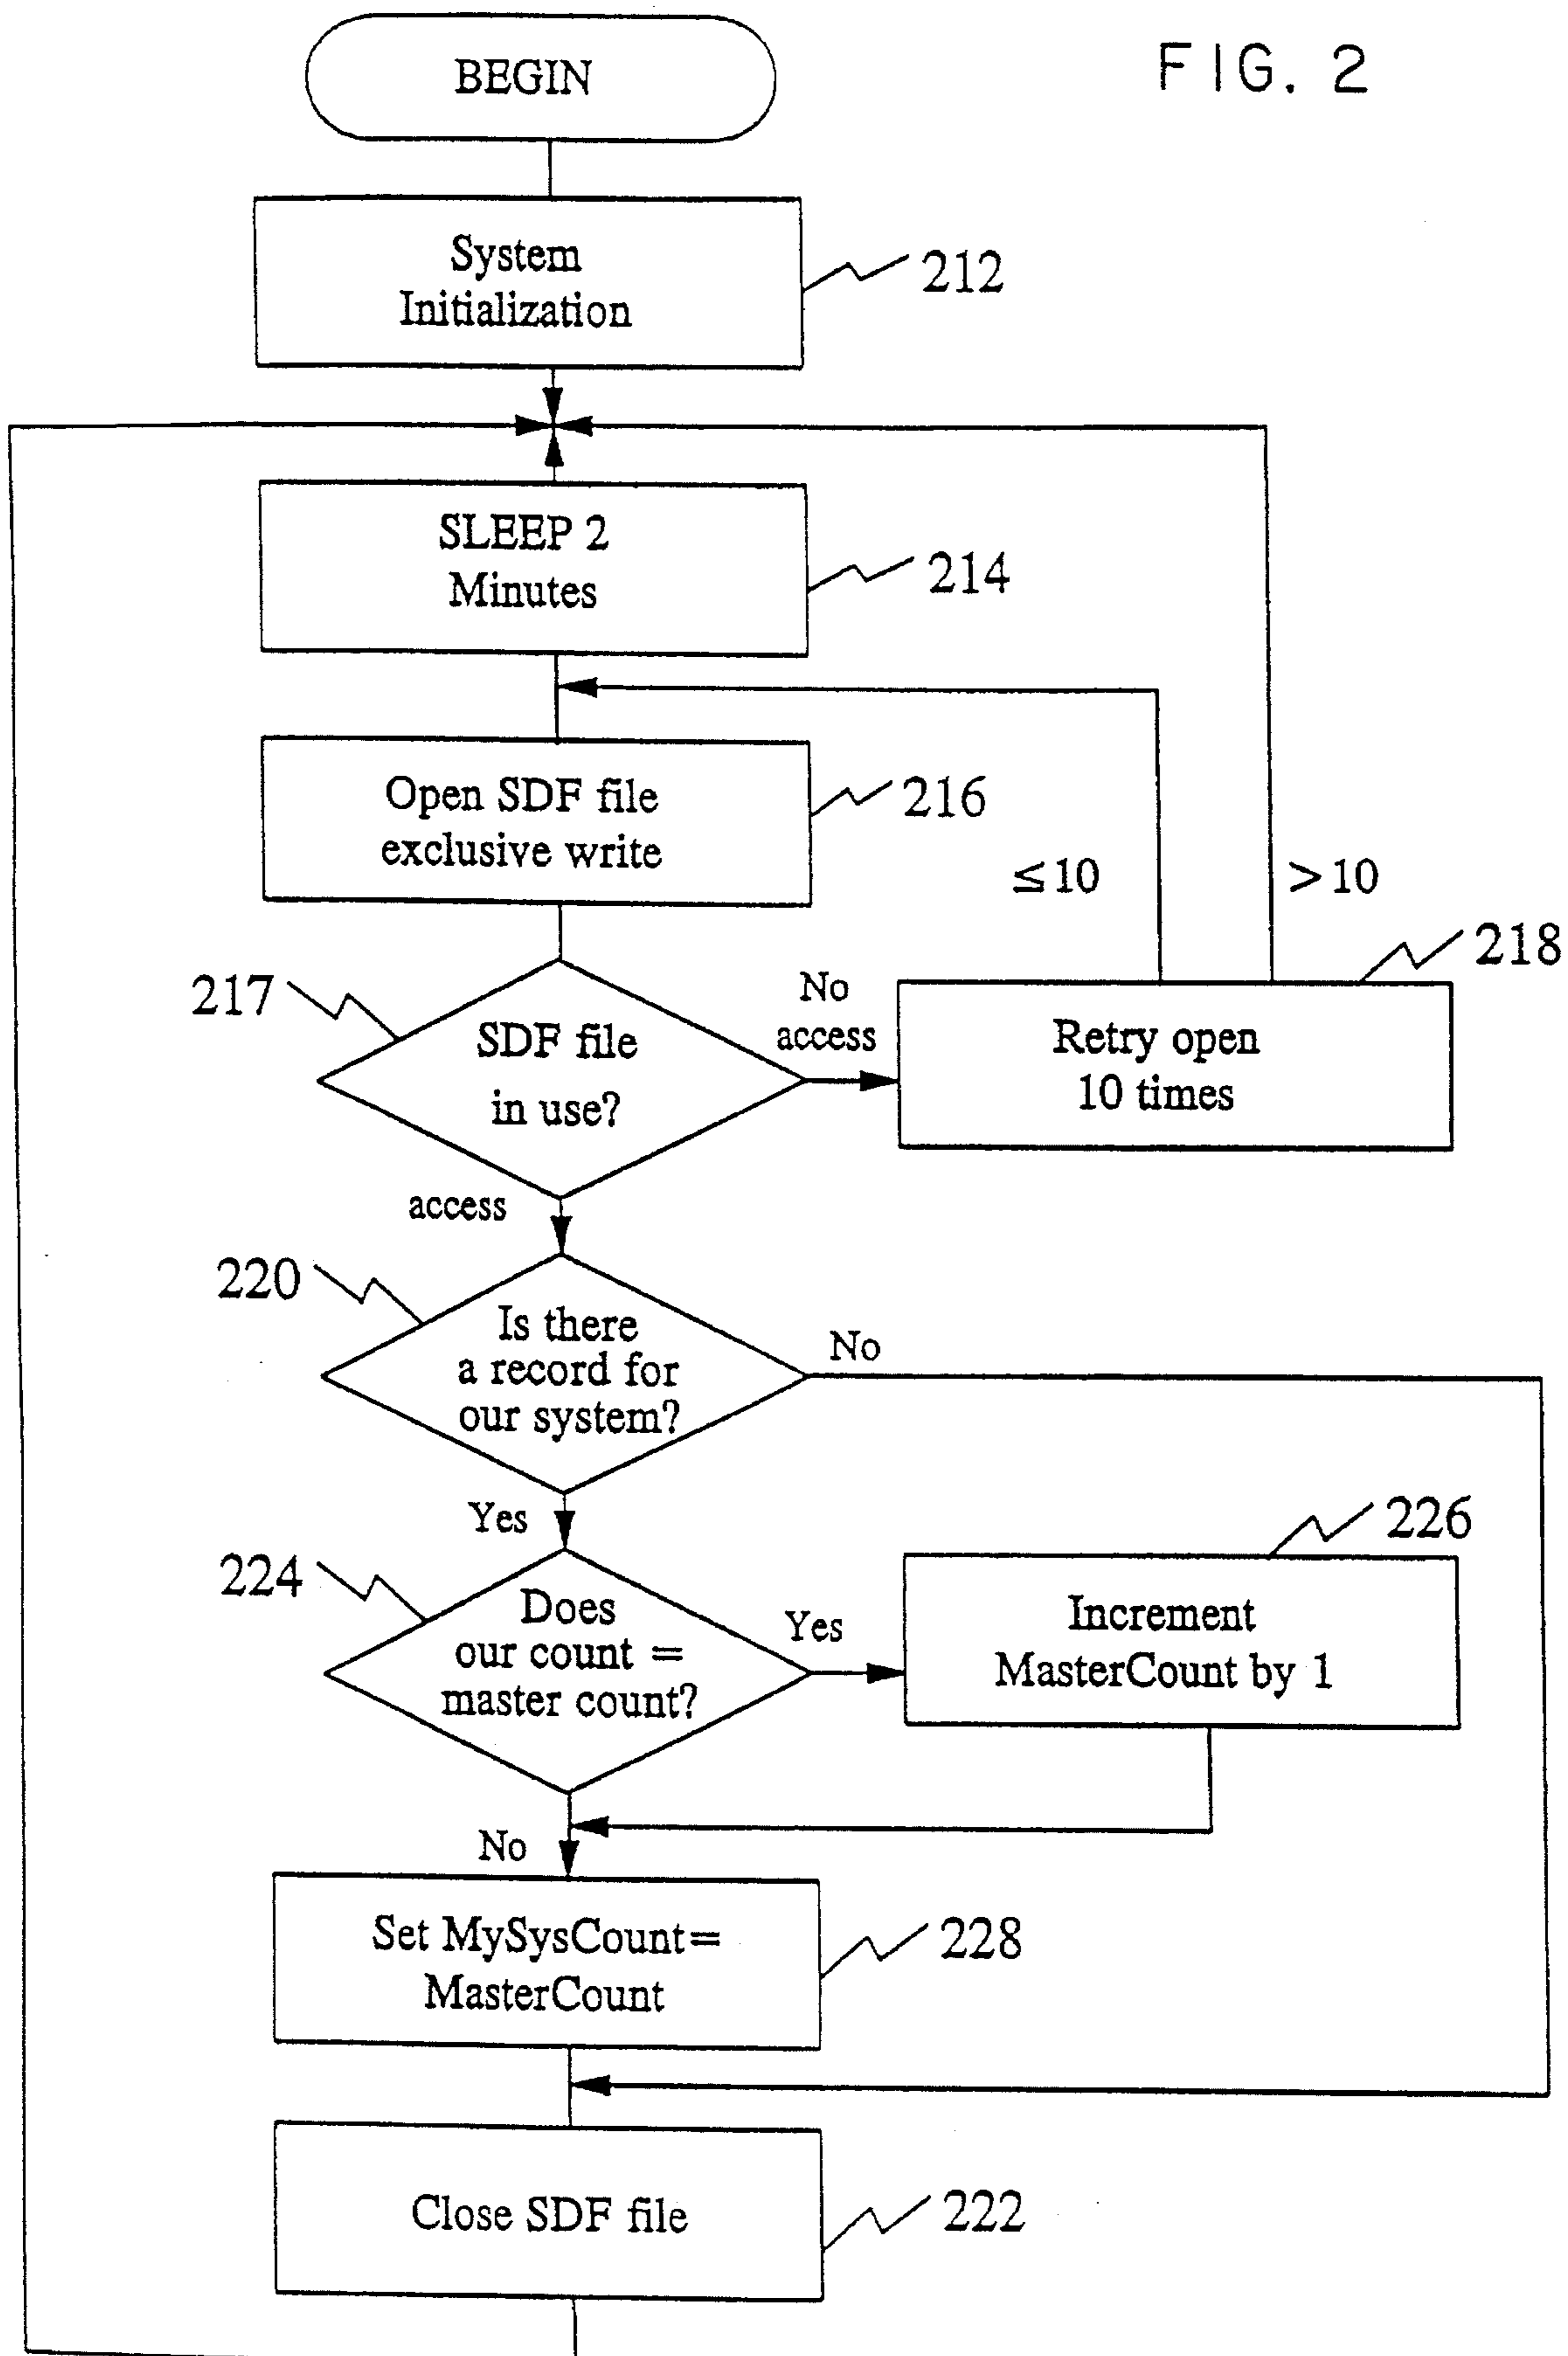 FIG. 2
BEGIN
System
Initialization
212
SLEEP 2
Minutes
214
Open SDF file
exclusive write
216
≤10
>10
218
217
SDF file
in use?
No
access
Retry open
10 times
access
220
Is there
a record for
our system?
No
Yes
224
Does
our count =
master count?
Yes
226
Increment
MasterCount by 1
No
Set MySysCount=
MasterCount
228
Close SDF file
222